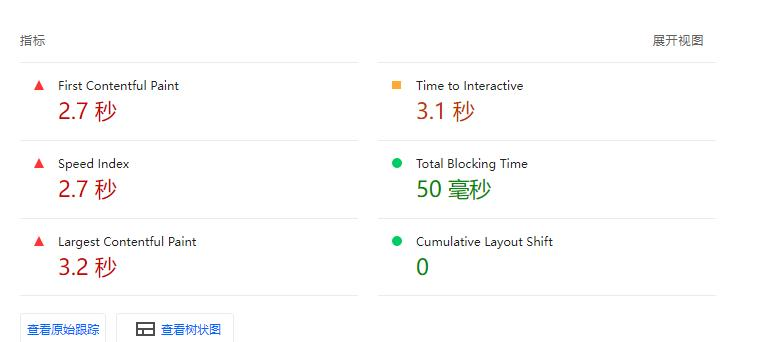 指标
展开视图
First Contentful Paint
2.7 秒
Time to Interactive
3.1 秒
Speed Index
2.7 秒
Total Blocking Time
50 毫秒
Largest Contentful Paint
3.2 秒
Cumulative Layout Shift
0
查看原始跟踪
查看树状图